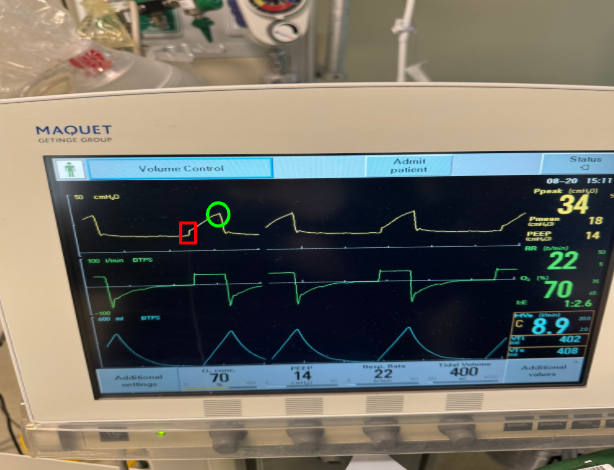 MAQUET
GETINGE GROUP
Volume Control
Admit
patient
Status
08-20 15:11
50 cmH₂O
Ppeak (cmH₂O)
34
Pmean 18
(cmH₂O)
PEEP 14
RR (b/min)
22
O₂ (%)
70
I:E 1:2.6
100 l/min BTPS
-100
600 ml BTPS
(l/min)
C 8.9
402
408
Additional
settings
O₂ conc.
70
PEEP
14
(cmH₂O)
Resp. Rate
22
Tidal Volume
400
Additional
values